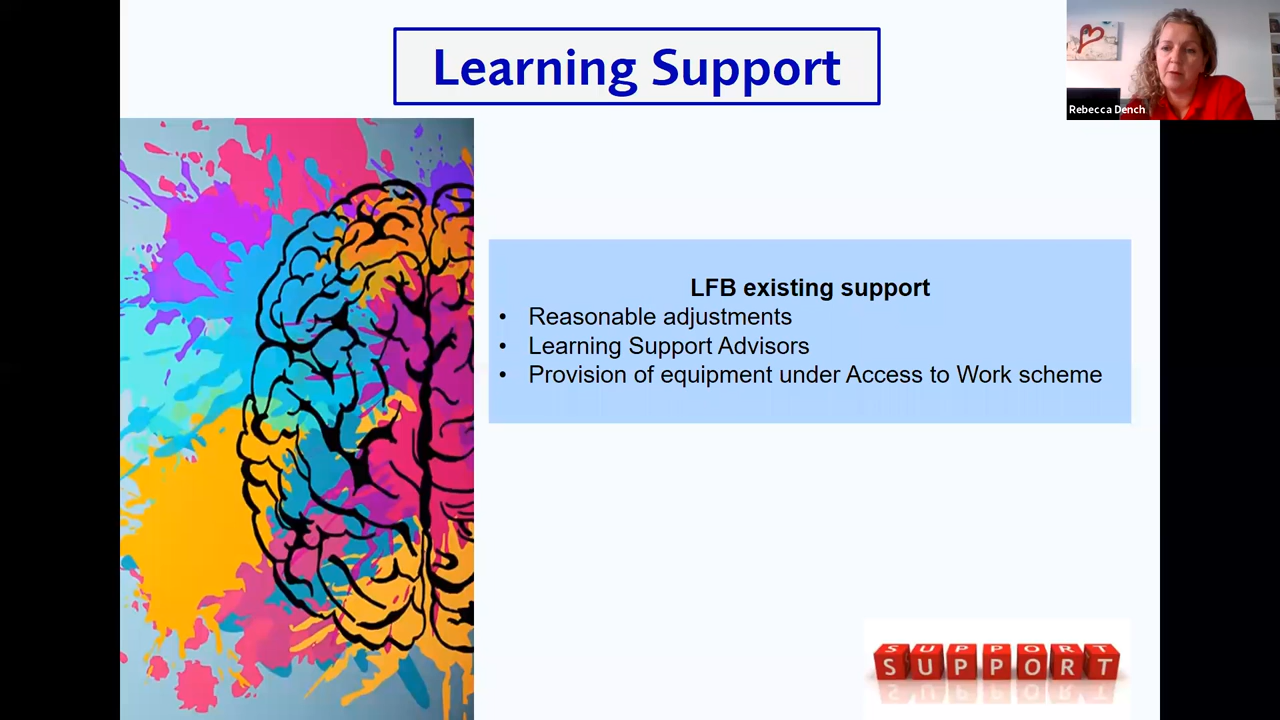 Learning Support
Rebecca Dench
LFB existing support
• Reasonable adjustments
• Learning Support Advisors
• Provision of equipment under Access to Work scheme
SUPPORT
SUPPORT